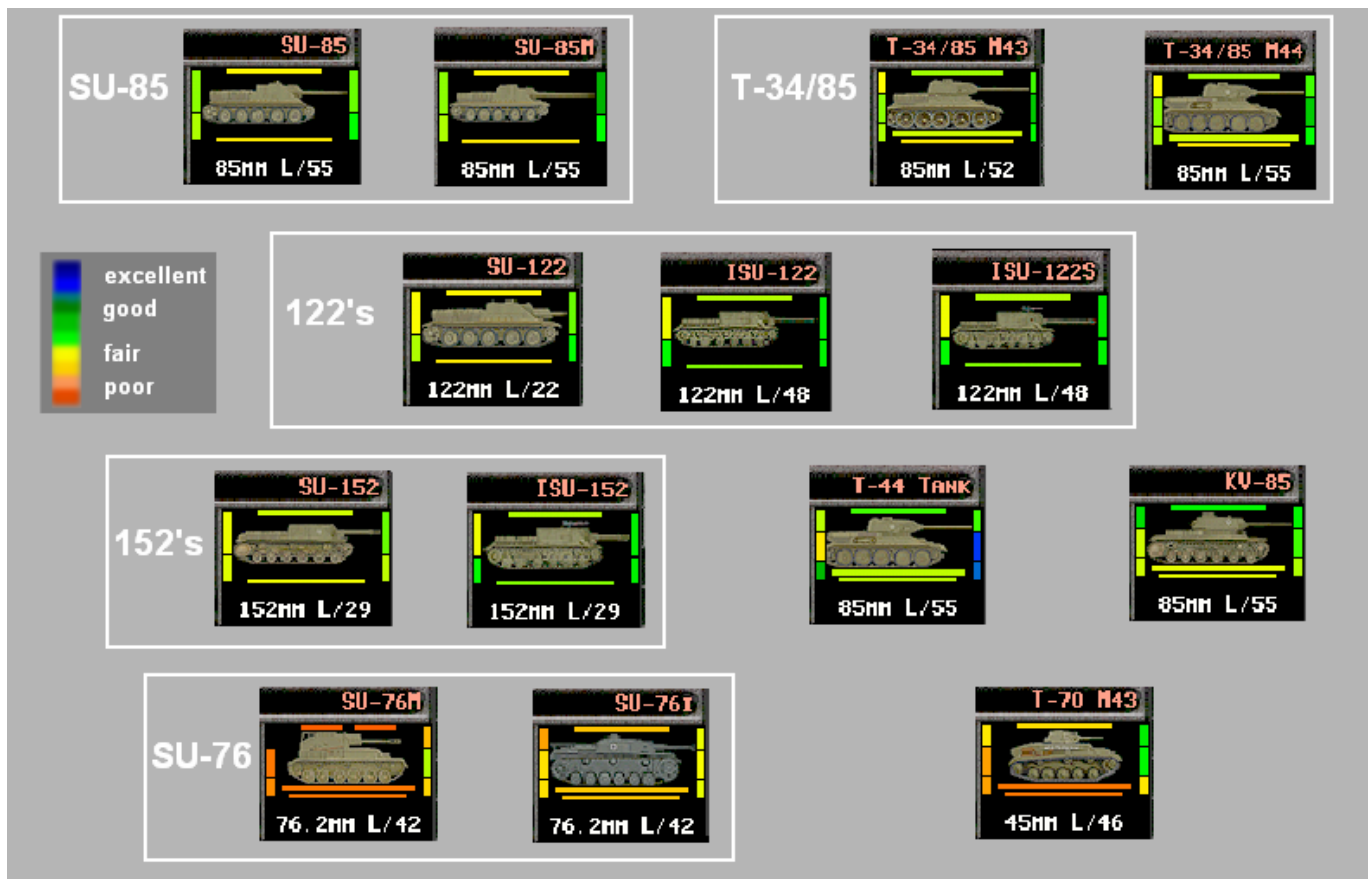 SU-85
SU-85
85MM L/55
SU-85M
85MM L/55
T-34/85
T-34/85 M43
85MM L/52
T-34/85 M44
85MM L/55
excellent
good
fair
poor
122's
SU-122
122MM L/22
ISU-122
122MM L/48
ISU-122S
122MM L/48
152's
SU-152
152MM L/29
ISU-152
152MM L/29
T-44 TANK
85MM L/55
KV-85
85MM L/55
SU-76
SU-76M
76.2MM L/42
SU-76I
76.2MM L/42
T-70 M43
45MM L/46